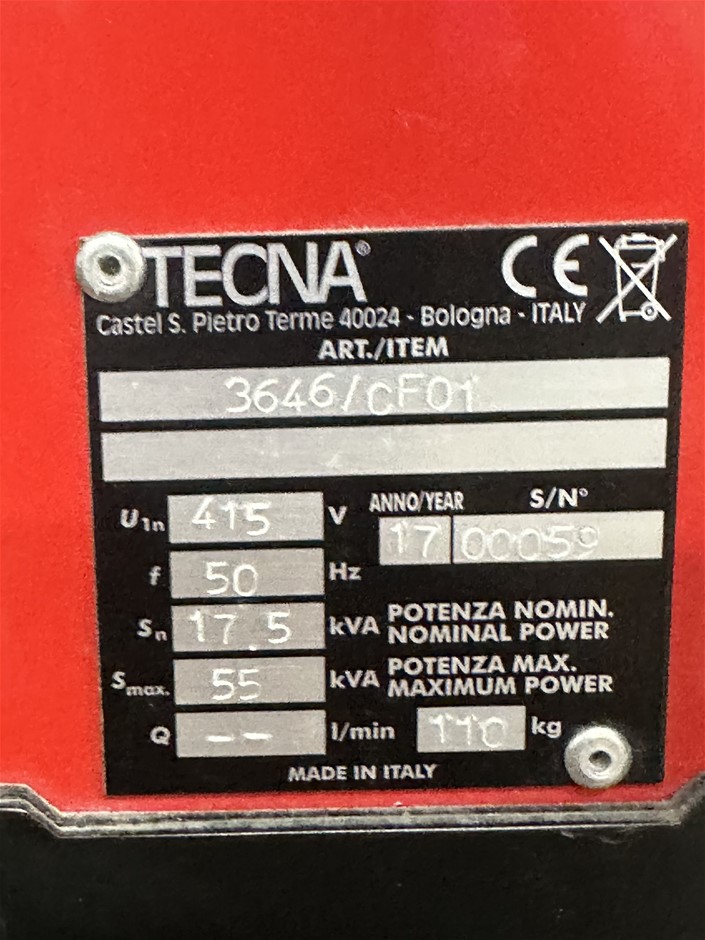 TECNA® CE
Castel S. Pietro Terme 40024 - Bologna - ITALY
ART./ITEM
3646/CF01
U1n 415 V
ANNO/YEAR S/N°
17 00059
f 50 Hz
Sn 17.5 kVA POTENZA NOMIN.
NOMINAL POWER
Smax. 55 kVA POTENZA MAX.
MAXIMUM POWER
Q -- l/min 110 kg
MADE IN ITALY